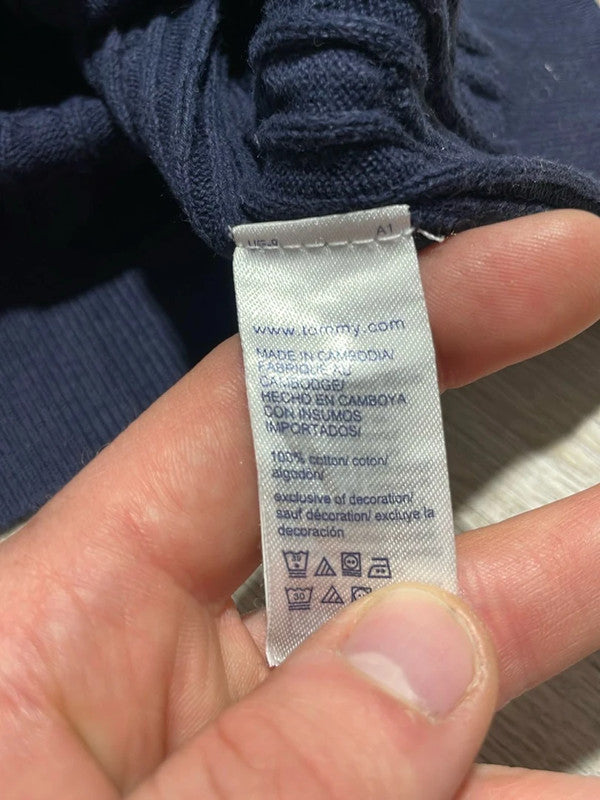 A1
www.tommy.com
MADE IN CAMBODIA/
FABRIQUE AU
CAMBODGE/
HECHO EN CAMBOYA
CON INSUMOS
IMPORTADOS/
100% cotton/ coton/
algodón/
exclusive of decoration/
sauf décoration/ excluye la
decoración
30
30